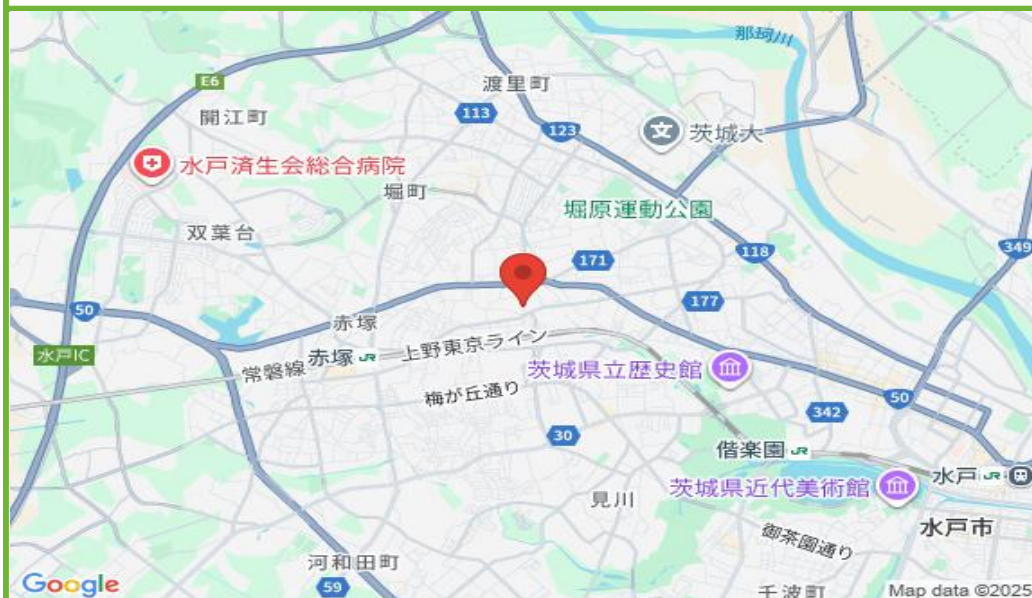 那珂川
渡里町
E6
開江町
113
123
茨城大
水戸済生会総合病院
堀町
堀原運動公園
双葉台
171
118
349
50
177
赤塚
上野東京ライン
水戸IC
常磐線
赤塚 JR
茨城県立歴史館
梅が丘通り
50
342
30
偕楽園 JR
水戸 JR
茨城県近代美術館
見川
御茶園通り
水戸市
河和田町
59
千波町
Google
Map data ©2025